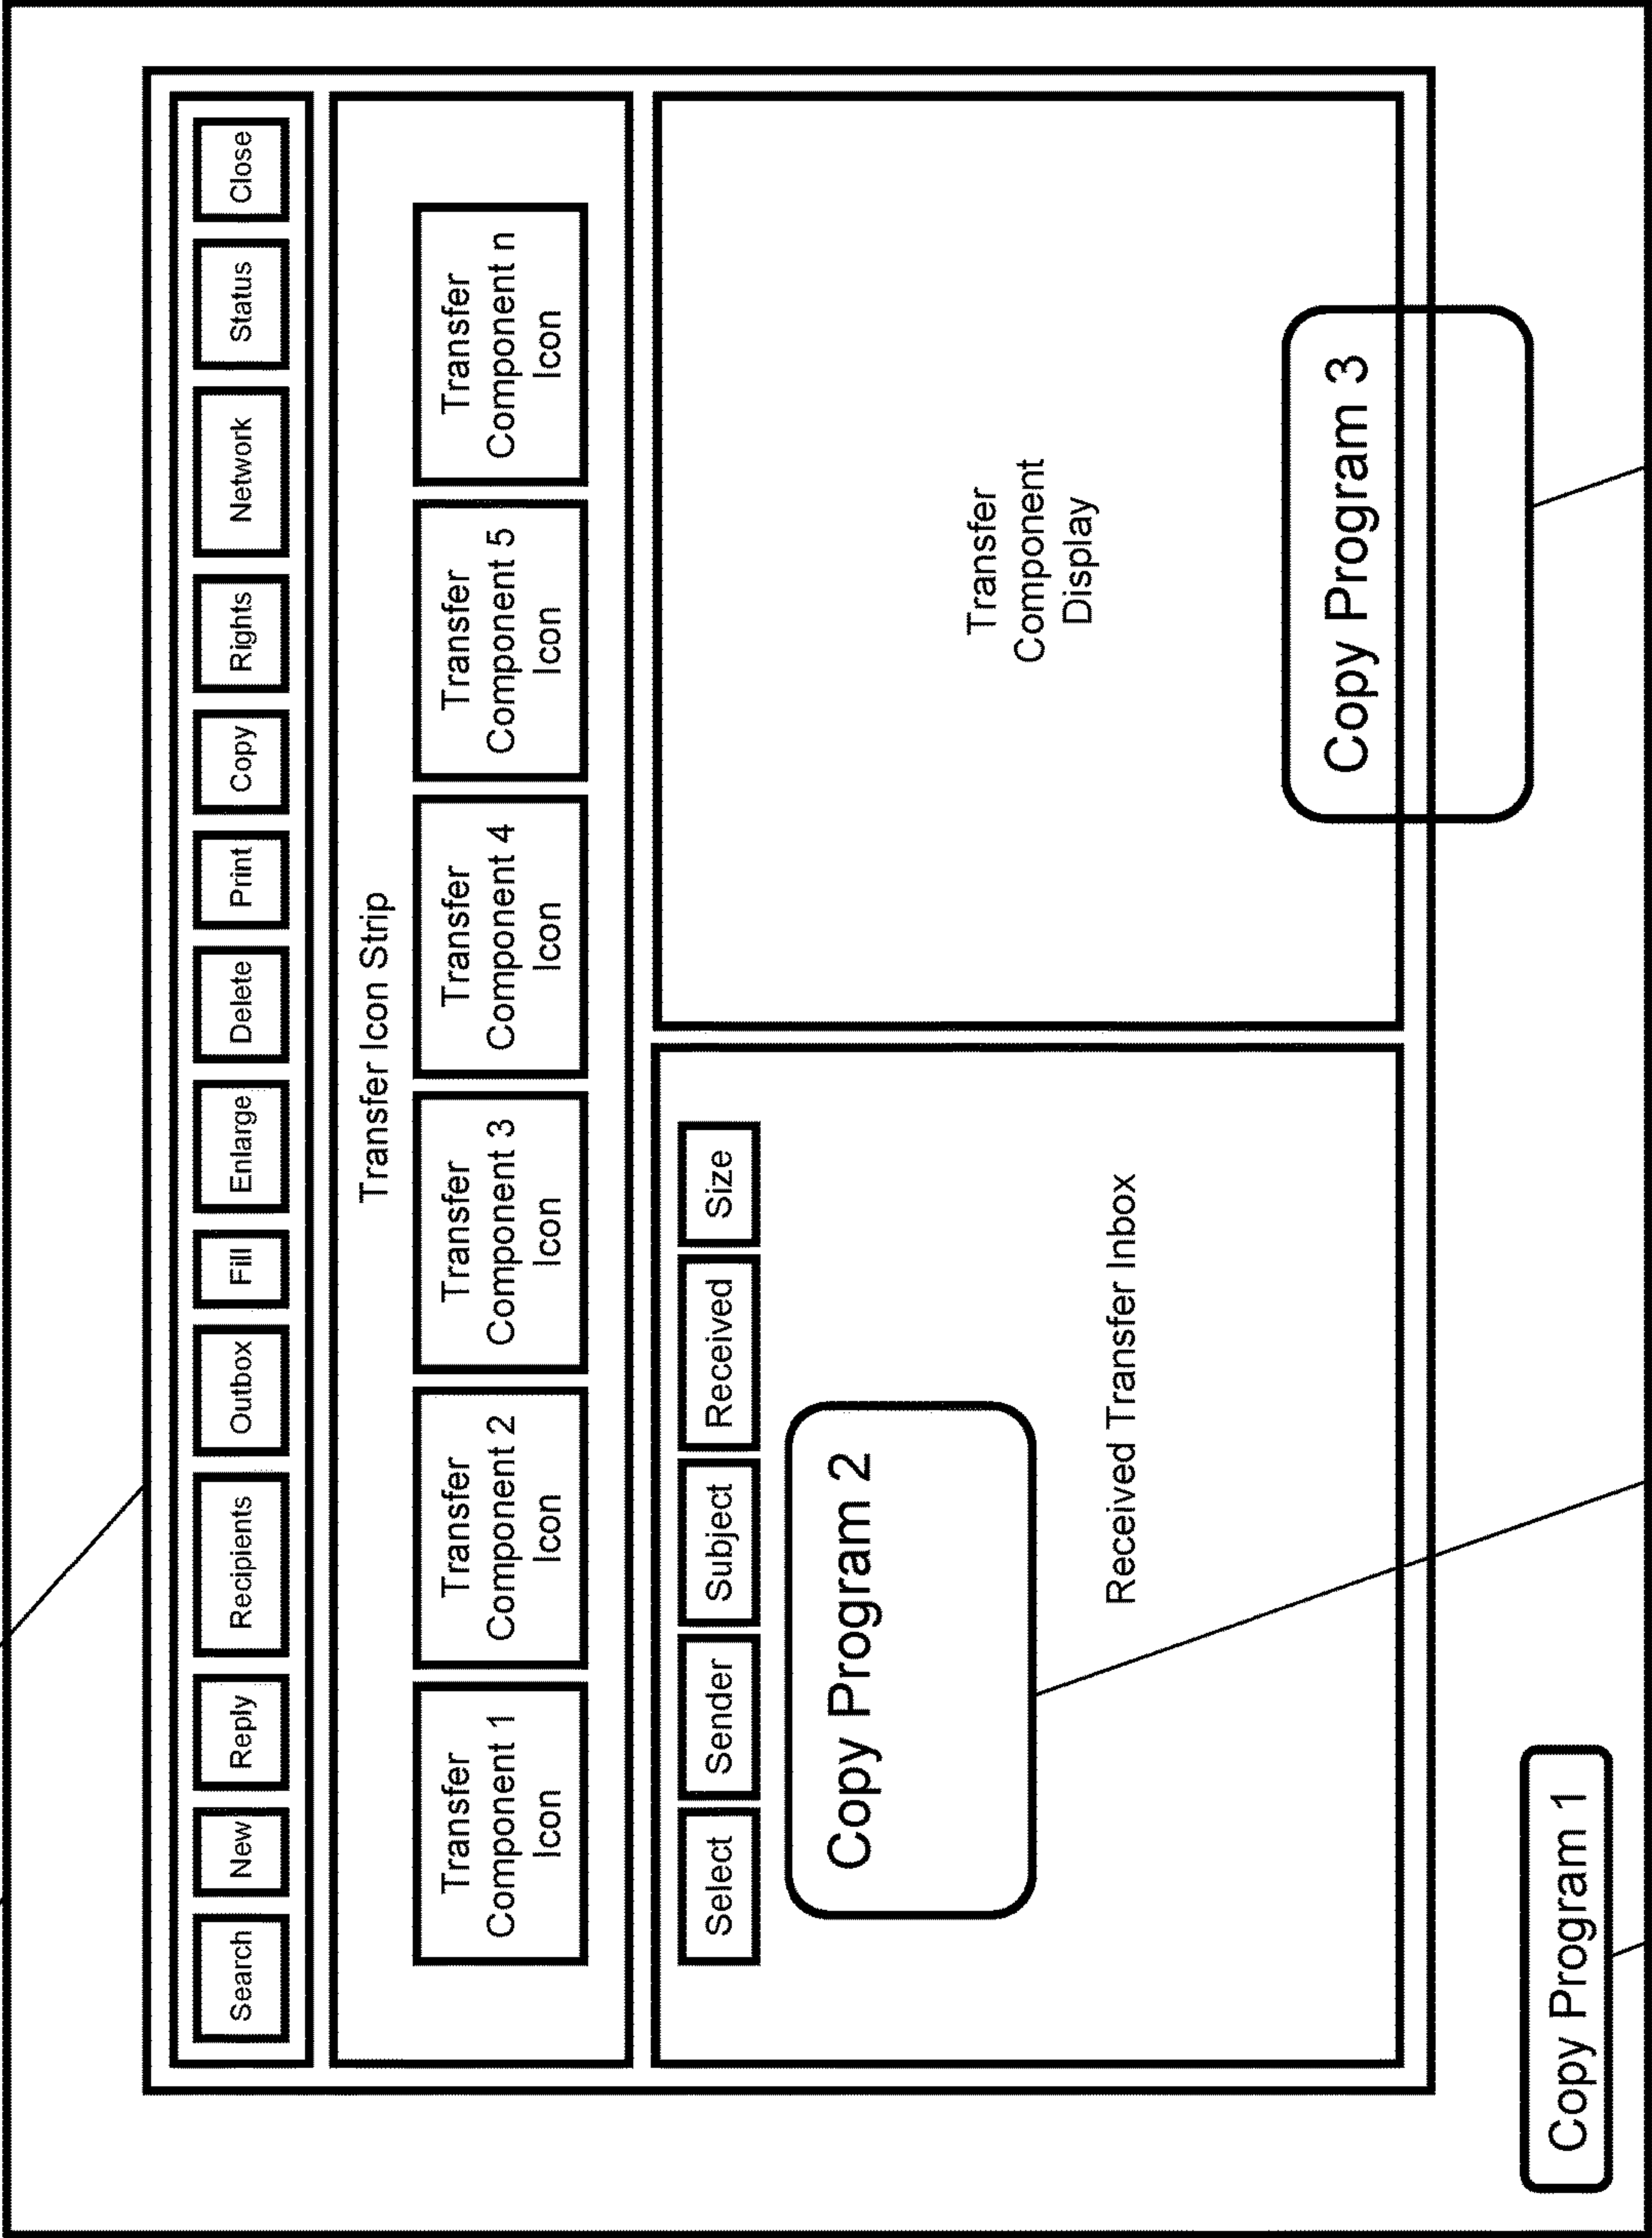 Search
New
Reply
Recipients
Outbox
Fill
Enlarge
Delete
Print
Copy
Rights
Network
Status
Close
Transfer Icon Strip
Transfer
Component 1
Icon
Transfer
Component 2
Icon
Transfer
Component 3
Icon
Transfer
Component 4
Icon
Transfer
Component 5
Icon
Transfer
Component n
Icon
Select
Sender
Subject
Received
Size
Copy Program 2
Received Transfer Inbox
Transfer
Component
Display
Copy Program 3
Copy Program 1